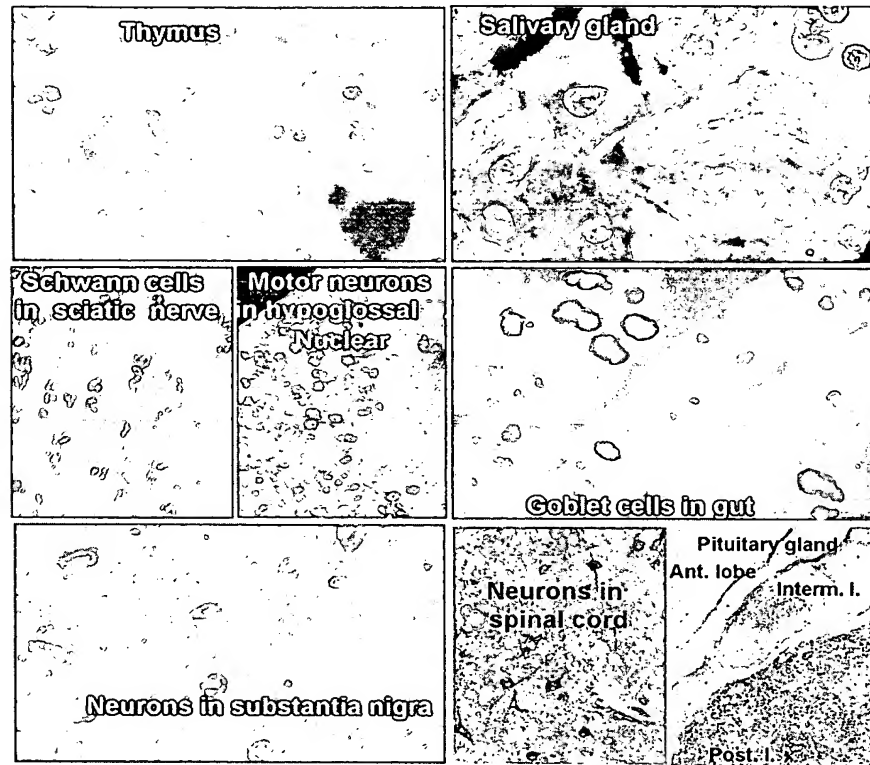 Thymus
Salivary gland
Schwann cells
in sciatic nerve
Motor neurons
in hypoglossal
Nuclear
Goblet cells in gut
Neurons in substantia nigra
Neurons in
spinal cord
Pituitary gland
Ant. lobe
Interm. l.
Post. l. x